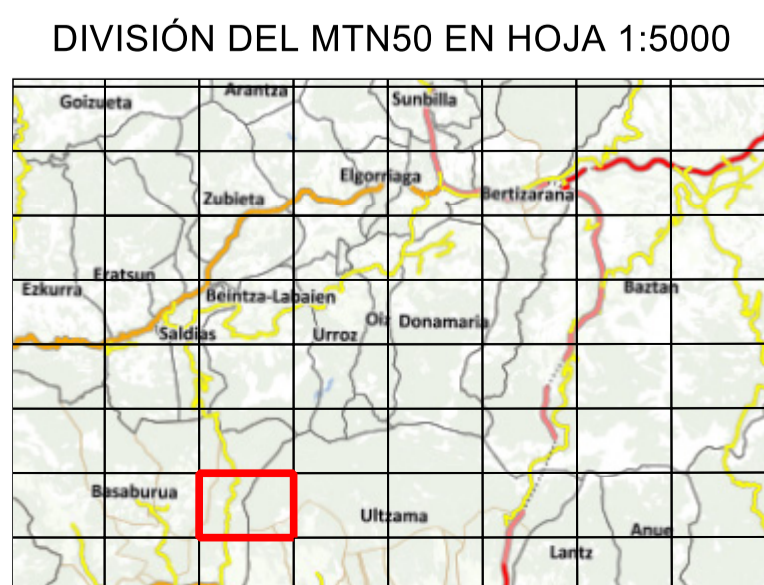 DIVISIÓN DEL MTN50 EN HOJA 1:5000
Goizueta
Arantza
Sunbilla
Elgorriaga
Zubieta
Bertizarana
Eratsun
Ezkurra
Beintza-Labaien
Baztan
Saldias
Urroz
Oiz
Donamaria
Basaburua
Ultzama
Anue
Lantz